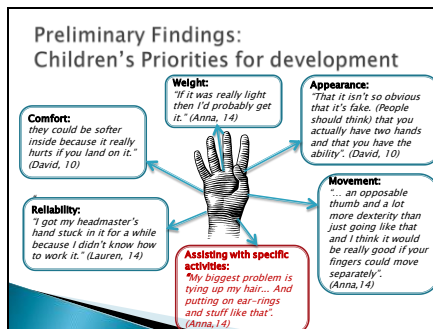 Preliminary Findings:
Children's Priorities for development
Weight:
"If it was really light
then I'd probably get
it." (Anna, 14)
Appearance:
"That it isn't so obvious
that it's fake. (People
should think) that you
actually have two hands
and that you have the
ability". (David, 10)
Comfort:
they could be softer
inside because it really
hurts if you land on it."
(David, 10)
"
Reliability:
"I got my headmaster's
hand stuck in it for a while
because I didn't know how
to work it." (Lauren, 14)
Movement:
"… an opposable
thumb and a lot
more dexterity than
just going like that
and I think it would
be really good if your
fingers could move
separately".
(Anna,14)
Assisting with specific
activities:
"My biggest problem is
tying up my hair... And
putting on ear-rings
and stuff like that".
(Anna,14)